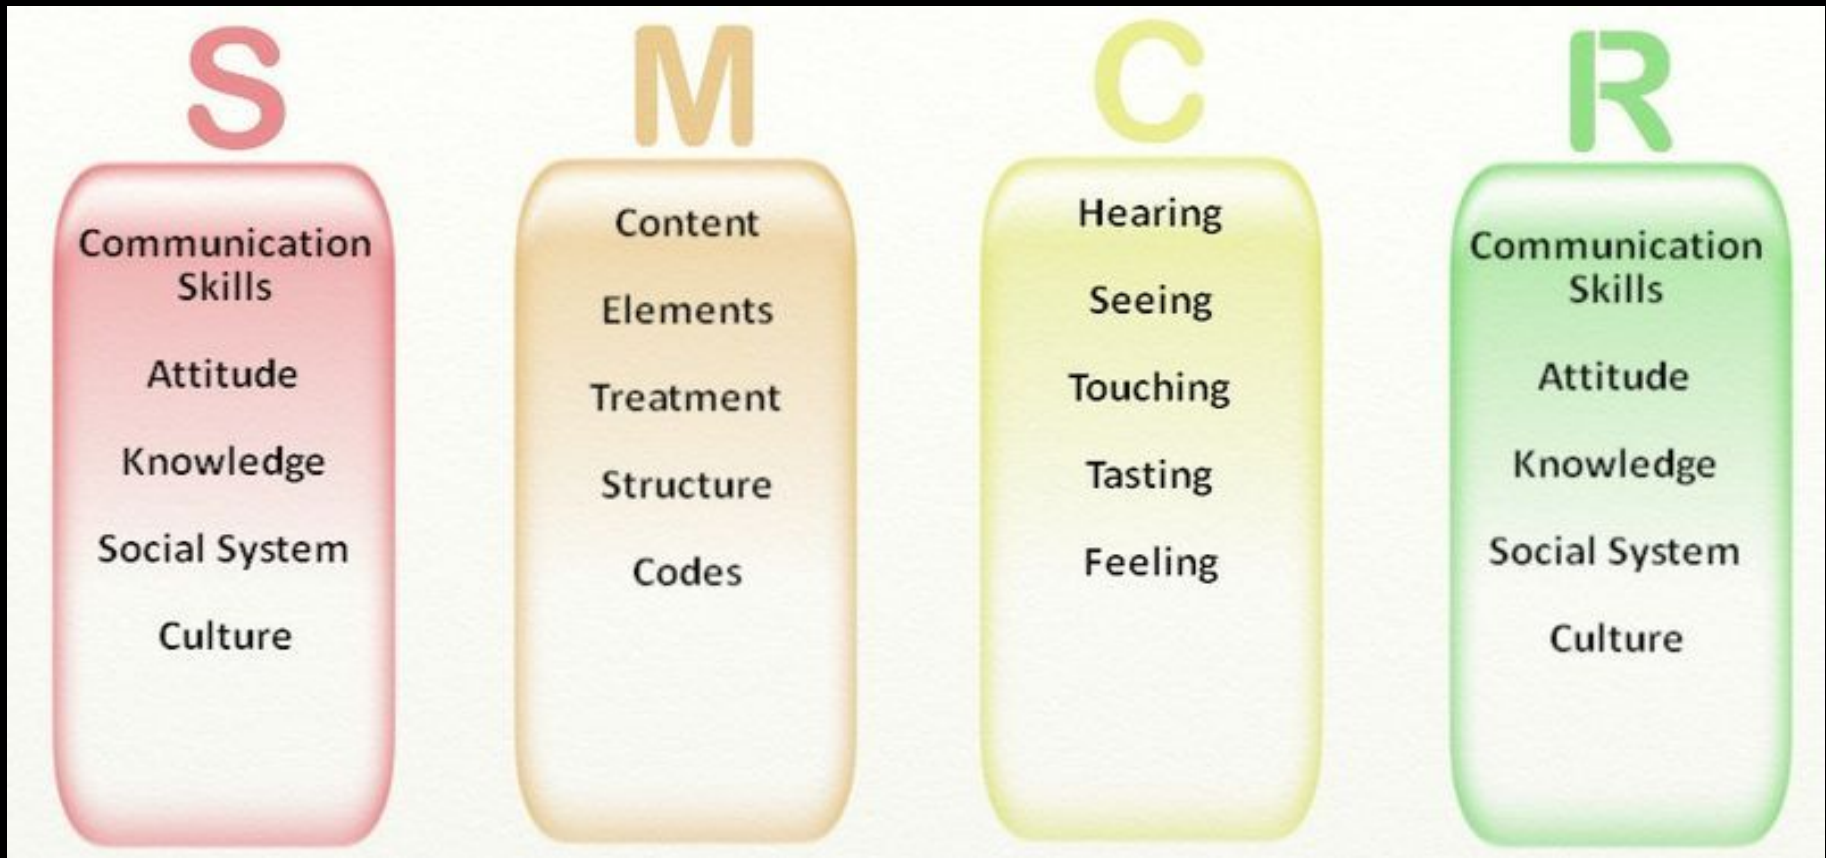 S
Communication
Skills
Attitude
Knowledge
Social System
Culture
M
Content
Elements
Treatment
Structure
Codes
C
Hearing
Seeing
Touching
Tasting
Feeling
R
Communication
Skills
Attitude
Knowledge
Social System
Culture